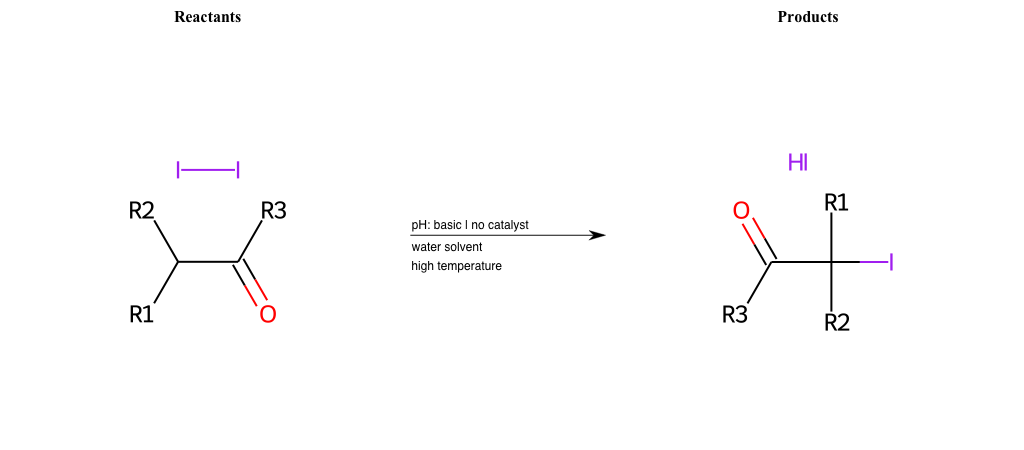 Reactants
Products
I I
R2
R3
R1
O
pH: basic | no catalyst
water solvent
high temperature
HI
O
R1
I
R3
R2